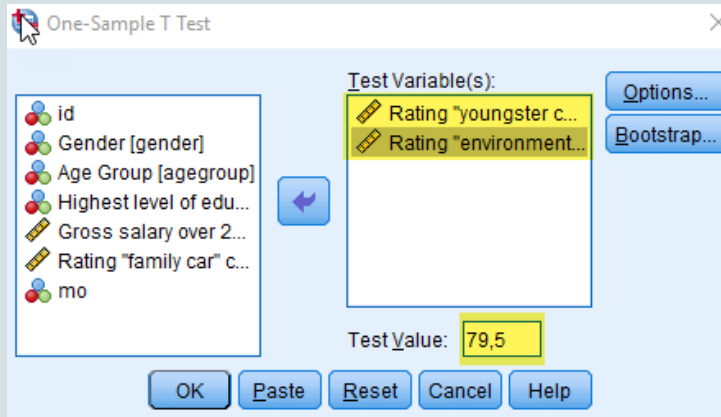 One-Sample T Test
id
Gender [gender]
Age Group [agegroup]
Highest level of edu...
Gross salary over 2...
Rating "family car" c...
mo
Test Variable(s):
Rating "youngster c...
Rating "environment...
Test Value: 79,5
Options...
Bootstrap...
OK Paste Reset Cancel Help